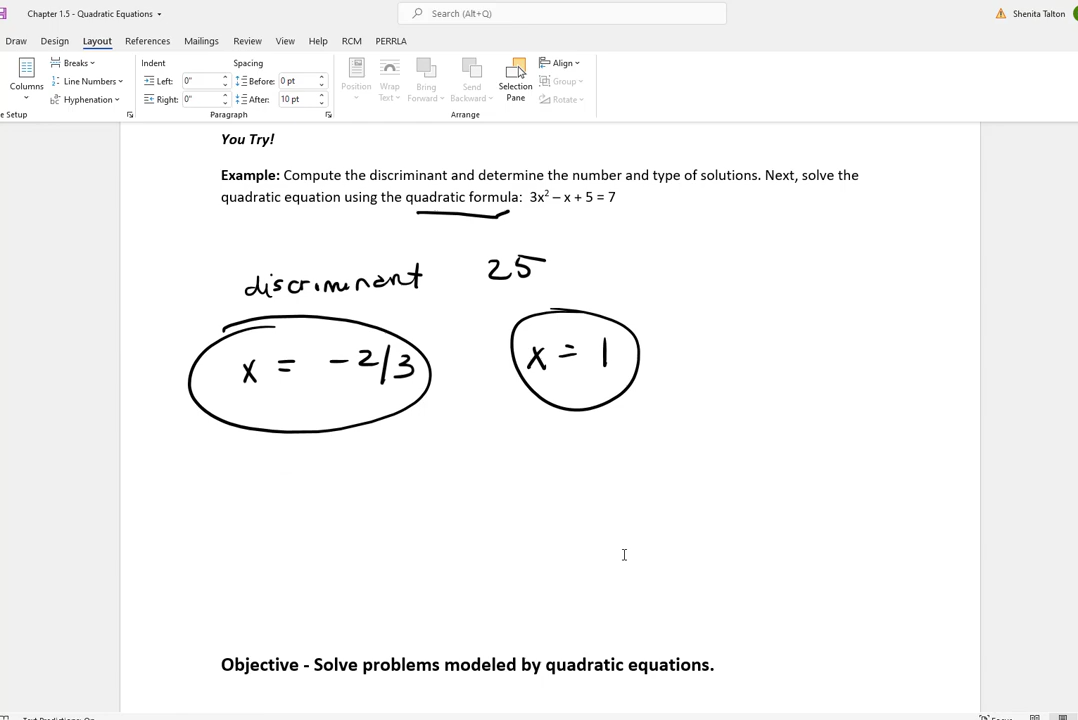 Chapter 1.5 - Quadratic Equations
Search (Alt+Q)
Shenita Talton
Draw Design Layout References Mailings Review View Help RCM PERRLA
Breaks Indent Spacing Align
Line Numbers Left: 0" Before: 0 pt Group
Columns Hyphenation Right: 0" After: 10 pt Position Wrap Text Bring Forward Send Backward Selection Pane Rotate
e Setup Paragraph Arrange
You Try!
Example: Compute the discriminant and determine the number and type of solutions. Next, solve the
quadratic equation using the quadratic formula: 3x² – x + 5 = 7
discriminant 25
x = -2/3 x = 1
Objective - Solve problems modeled by quadratic equations.